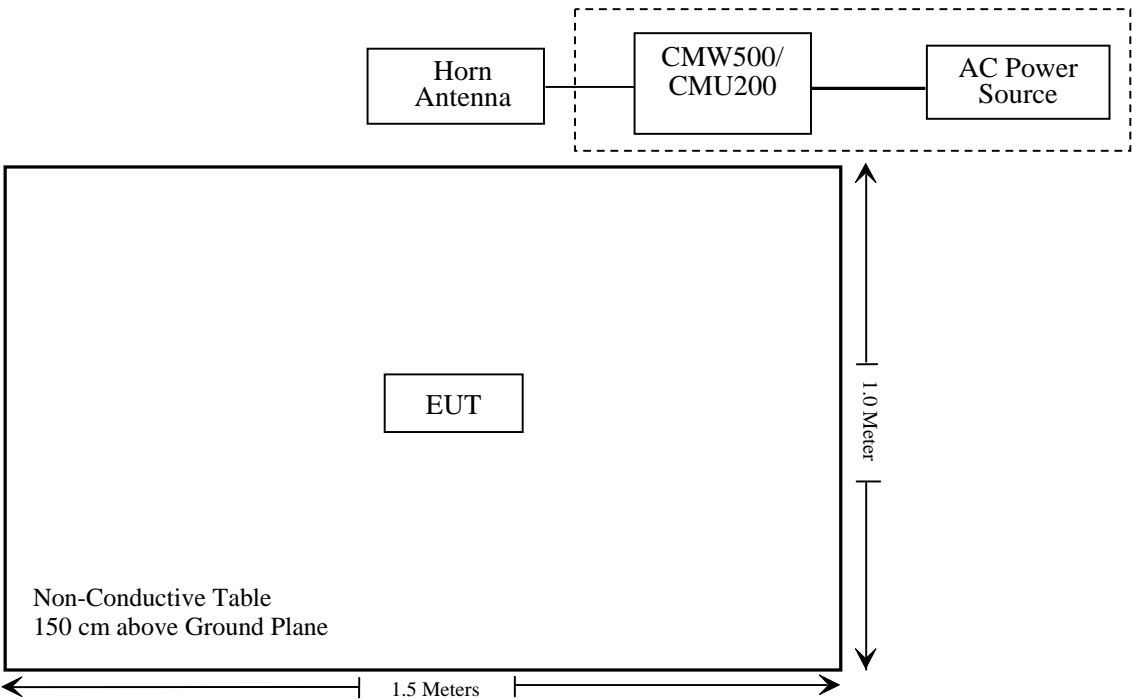 Horn
Antenna
CMW500/
CMU200
AC Power
Source
EUT
1.0 Meter
Non-Conductive Table
150 cm above Ground Plane
1.5 Meters